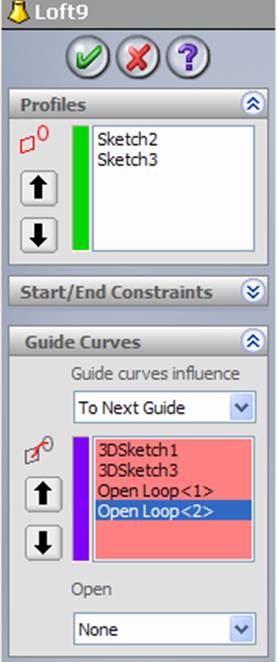 Loft9
?
Profiles
Sketch2
Sketch3
Start/End Constraints
Guide Curves
Guide curves influence
To Next Guide
3DSketch1
3DSketch3
Open Loop<1>
Open Loop<2>
Open
None